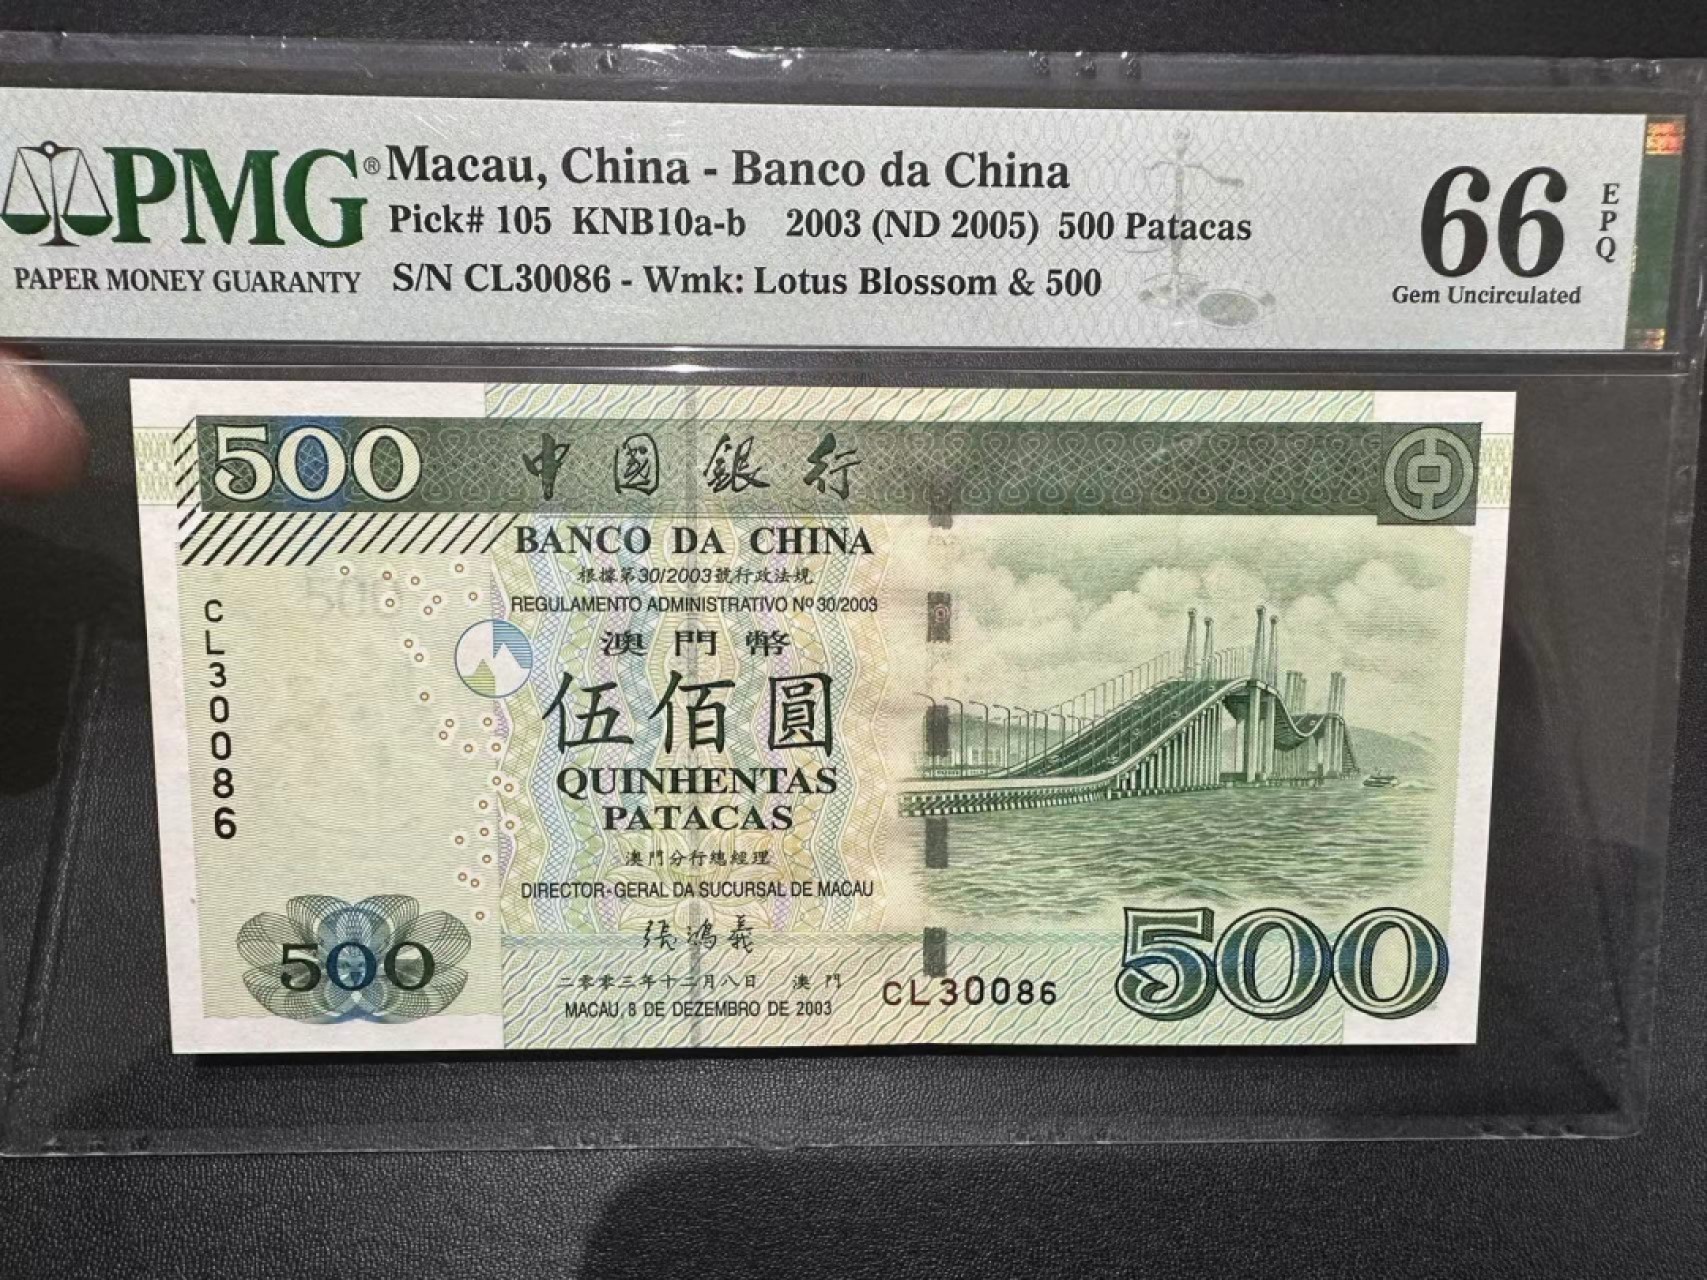 PMG®
PAPER MONEY GUARANTY
Macau, China - Banco da China
Pick# 105 KNB10a-b 2003 (ND 2005) 500 Patacas
S/N CL30086 - Wmk: Lotus Blossom & 500
66
EPQ
Gem Uncirculated
500
中國銀行
BANCO DA CHINA
根據第30/2003號行政法規
REGULAMENTO ADMINISTRATIVO Nº 30/2003
澳門幣
伍佰圓
QUINHENTAS
PATACAS
澳門分行總經理
DIRECTOR-GERAL DA SUCURSAL DE MACAU
張鴻義
二零零三年十二月八日 澳門
MACAU, 8 DE DEZEMBRO DE 2003
CL30086
500
CL30086
500